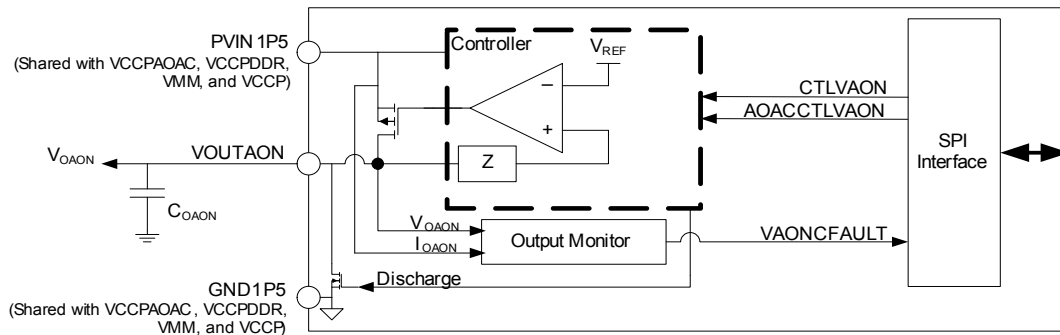 PVIN1P5
(Shared with VCCPAOAC, VCCPDDR,
VMM, and VCCP)
Controller
VREF
−
+
Z
CTLVAON
AOACCTLVAON
SPI
Interface
VOAON
VOUTAON
COAON
VOAON
IOAON
Output Monitor
VAONCFAULT
Discharge
GND1P5
(Shared with VCCPAOAC, VCCPDDR,
VMM, and VCCP)